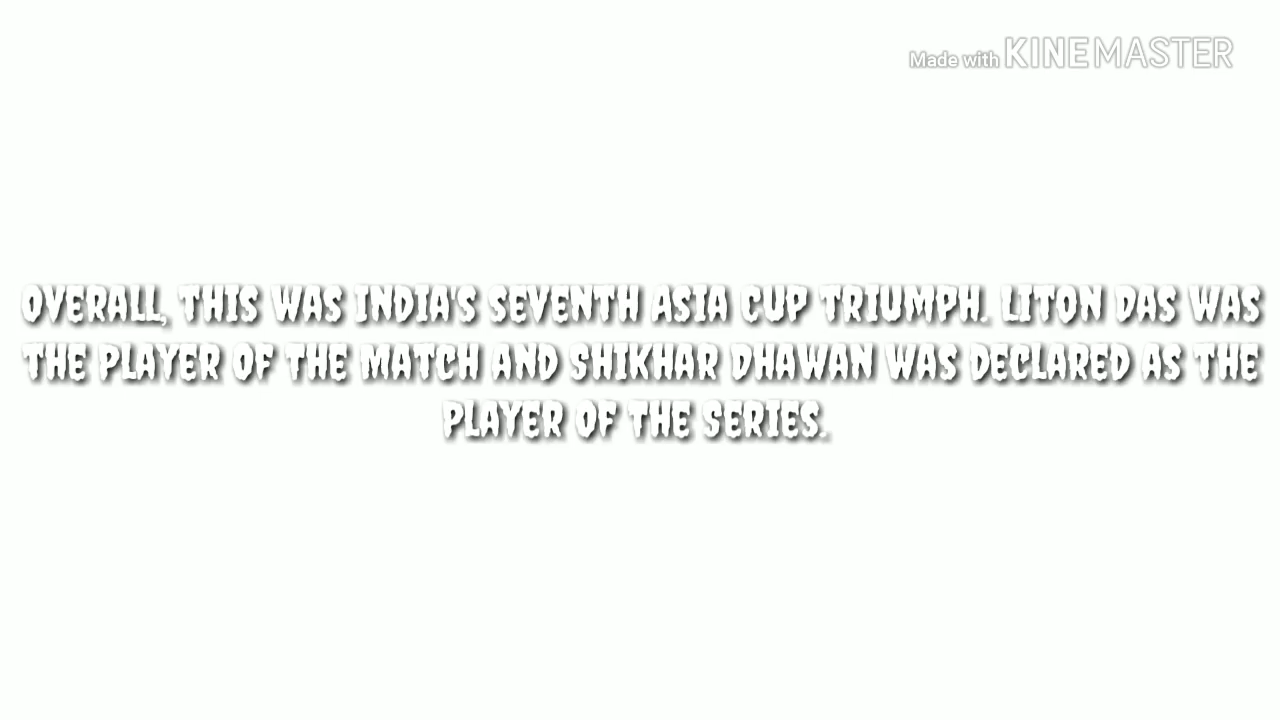 Made with KINEMASTER
OVERALL, THIS WAS INDIA'S SEVENTH ASIA CUP TRIUMPH. LITON DAS WAS
THE PLAYER OF THE MATCH AND SHIKHAR DHAWAN WAS DECLARED AS THE
PLAYER OF THE SERIES.